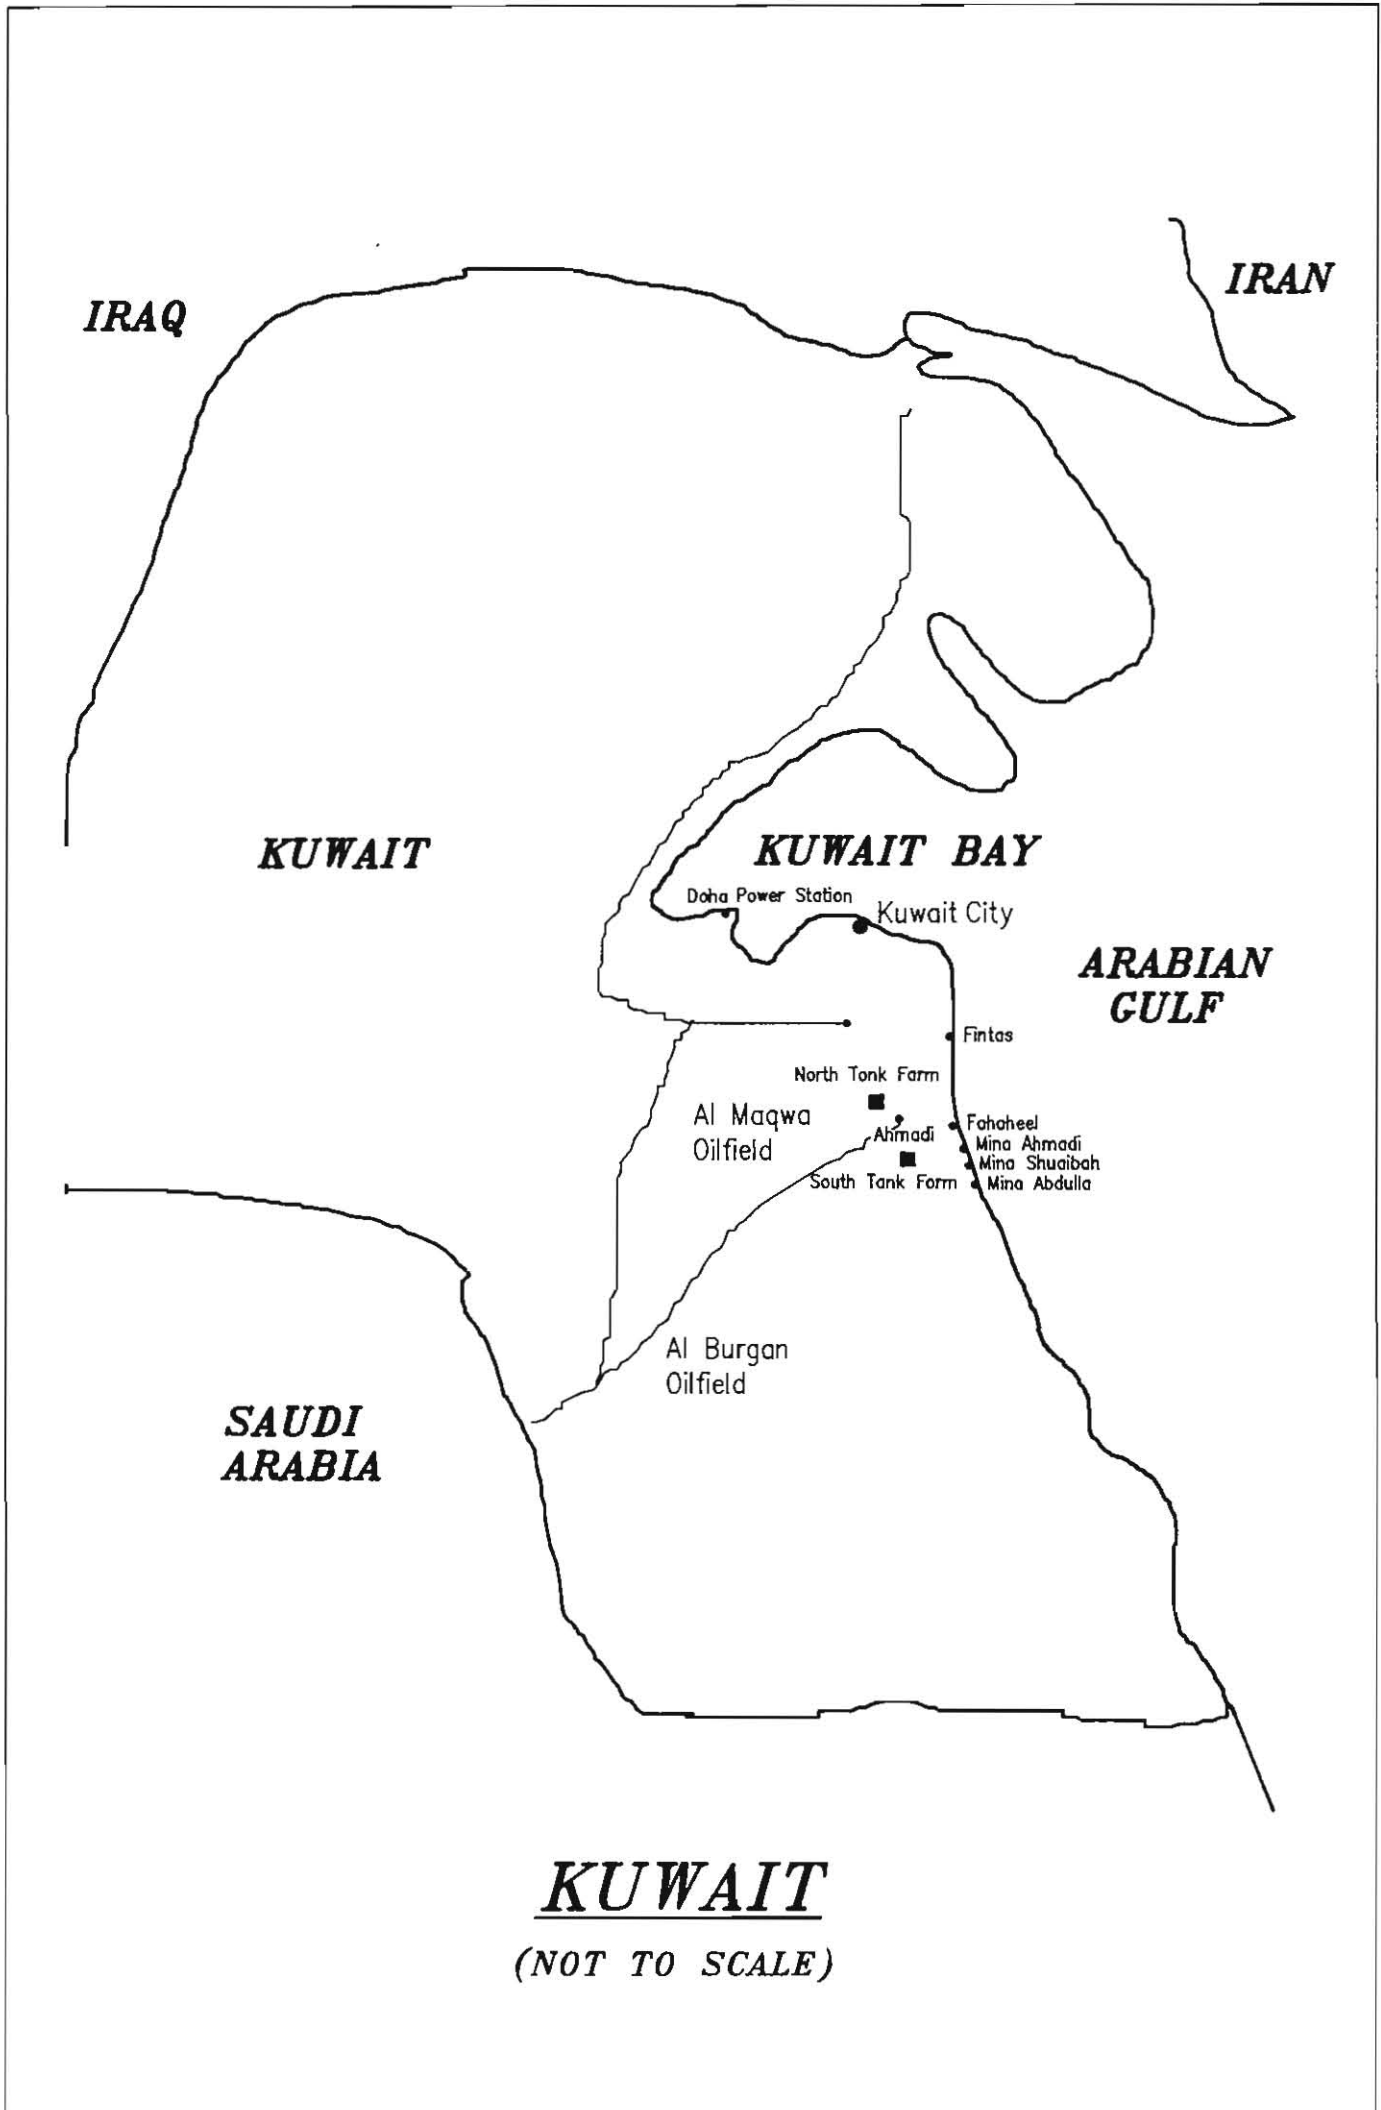 IRAN
IRAQ
KUWAIT
KUWAIT BAY
Doha Power Station
Kuwait City
ARABIAN
GULF
Fintas
North Tonk Farm
Al Maqwa
Oilfield
Fahaheel
Ahmadi
Mina Ahmadi
Mina Shuaibah
South Tank Farm
Mina Abdulla
Al Burgan
Oilfield
SAUDI
ARABIA
KUWAIT
(NOT TO SCALE)